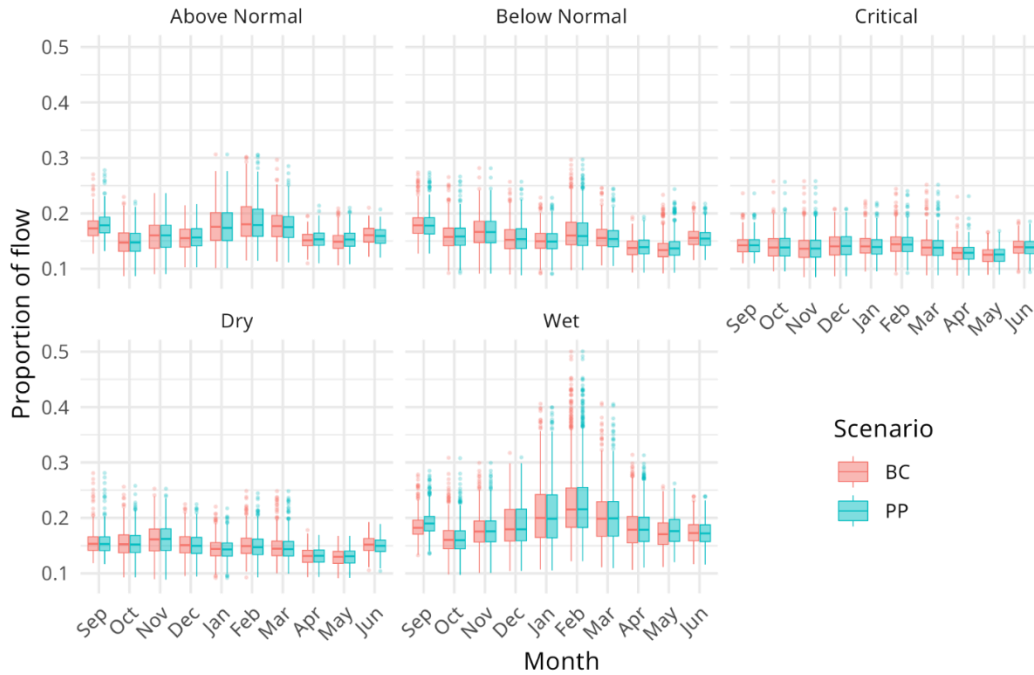 Above Normal
Below Normal
Critical
Proportion of flow
0.5
0.4
0.3
0.2
0.1
Sep Oct Nov Dec Jan Feb Mar Apr May Jun
Dry
Wet
0.5
0.4
0.3
0.2
0.1
Sep Oct Nov Dec Jan Feb Mar Apr May Jun
Sep Oct Nov Dec Jan Feb Mar Apr May Jun
Month
Scenario
BC
PP